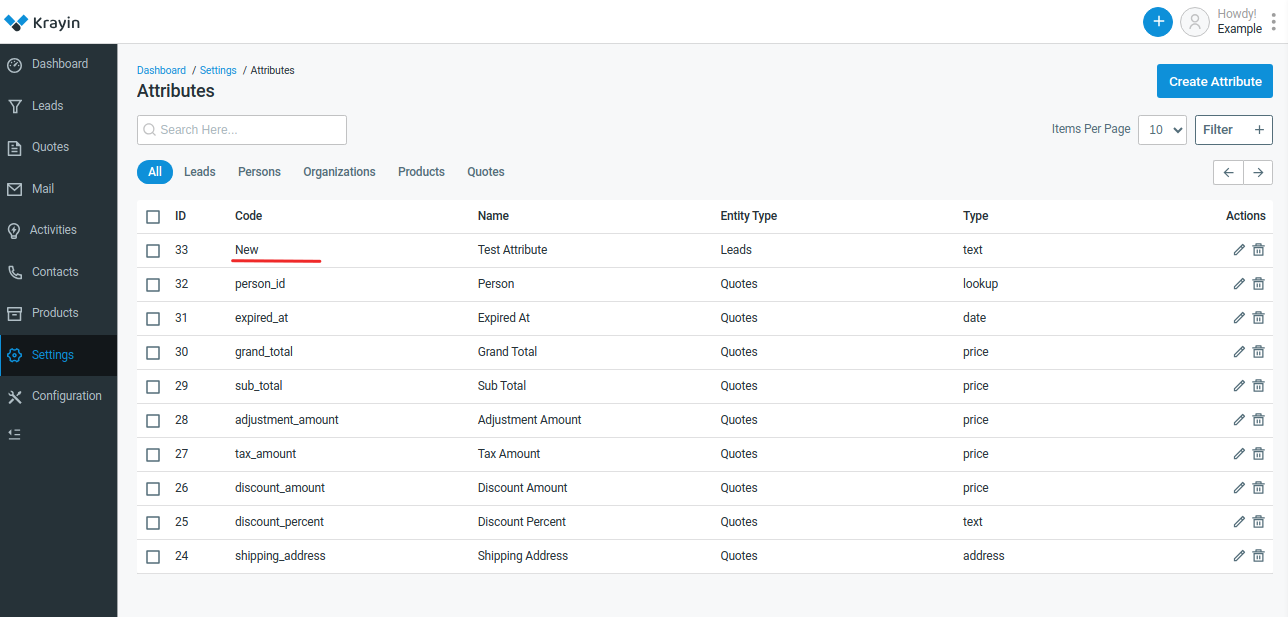 Krayin
+ Howdy!
Example
Dashboard
Leads
Quotes
Mail
Activities
Contacts
Products
Settings
Configuration
Dashboard / Settings / Attributes
Attributes
Create Attribute
Search Here...
Items Per Page 10 Filter +
All Leads Persons Organizations Products Quotes
ID Code Name Entity Type Type Actions
33 New Test Attribute Leads text
32 person_id Person Quotes lookup
31 expired_at Expired At Quotes date
30 grand_total Grand Total Quotes price
29 sub_total Sub Total Quotes price
28 adjustment_amount Adjustment Amount Quotes price
27 tax_amount Tax Amount Quotes price
26 discount_amount Discount Amount Quotes price
25 discount_percent Discount Percent Quotes text
24 shipping_address Shipping Address Quotes address